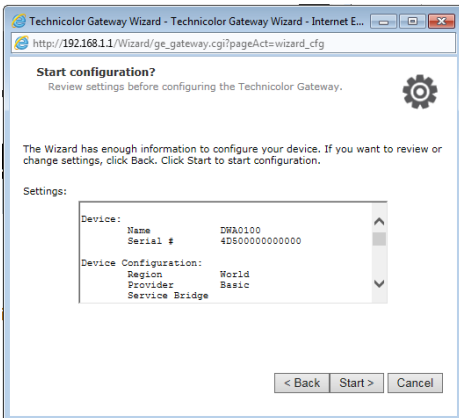 Technicolor Gateway Wizard - Technicolor Gateway Wizard - Internet E...
http://192.168.1.1/Wizard/ge_gateway.cgi?pageAct=wizard_cfg
Start configuration?
Review settings before configuring the Technicolor Gateway.
The Wizard has enough information to configure your device. If you want to review or
change settings, click Back. Click Start to start configuration.
Settings:
Device:
Name DWA0100
Serial # 4D500000000000
Device Configuration:
Region World
Provider Basic
Service Bridge
< Back Start > Cancel